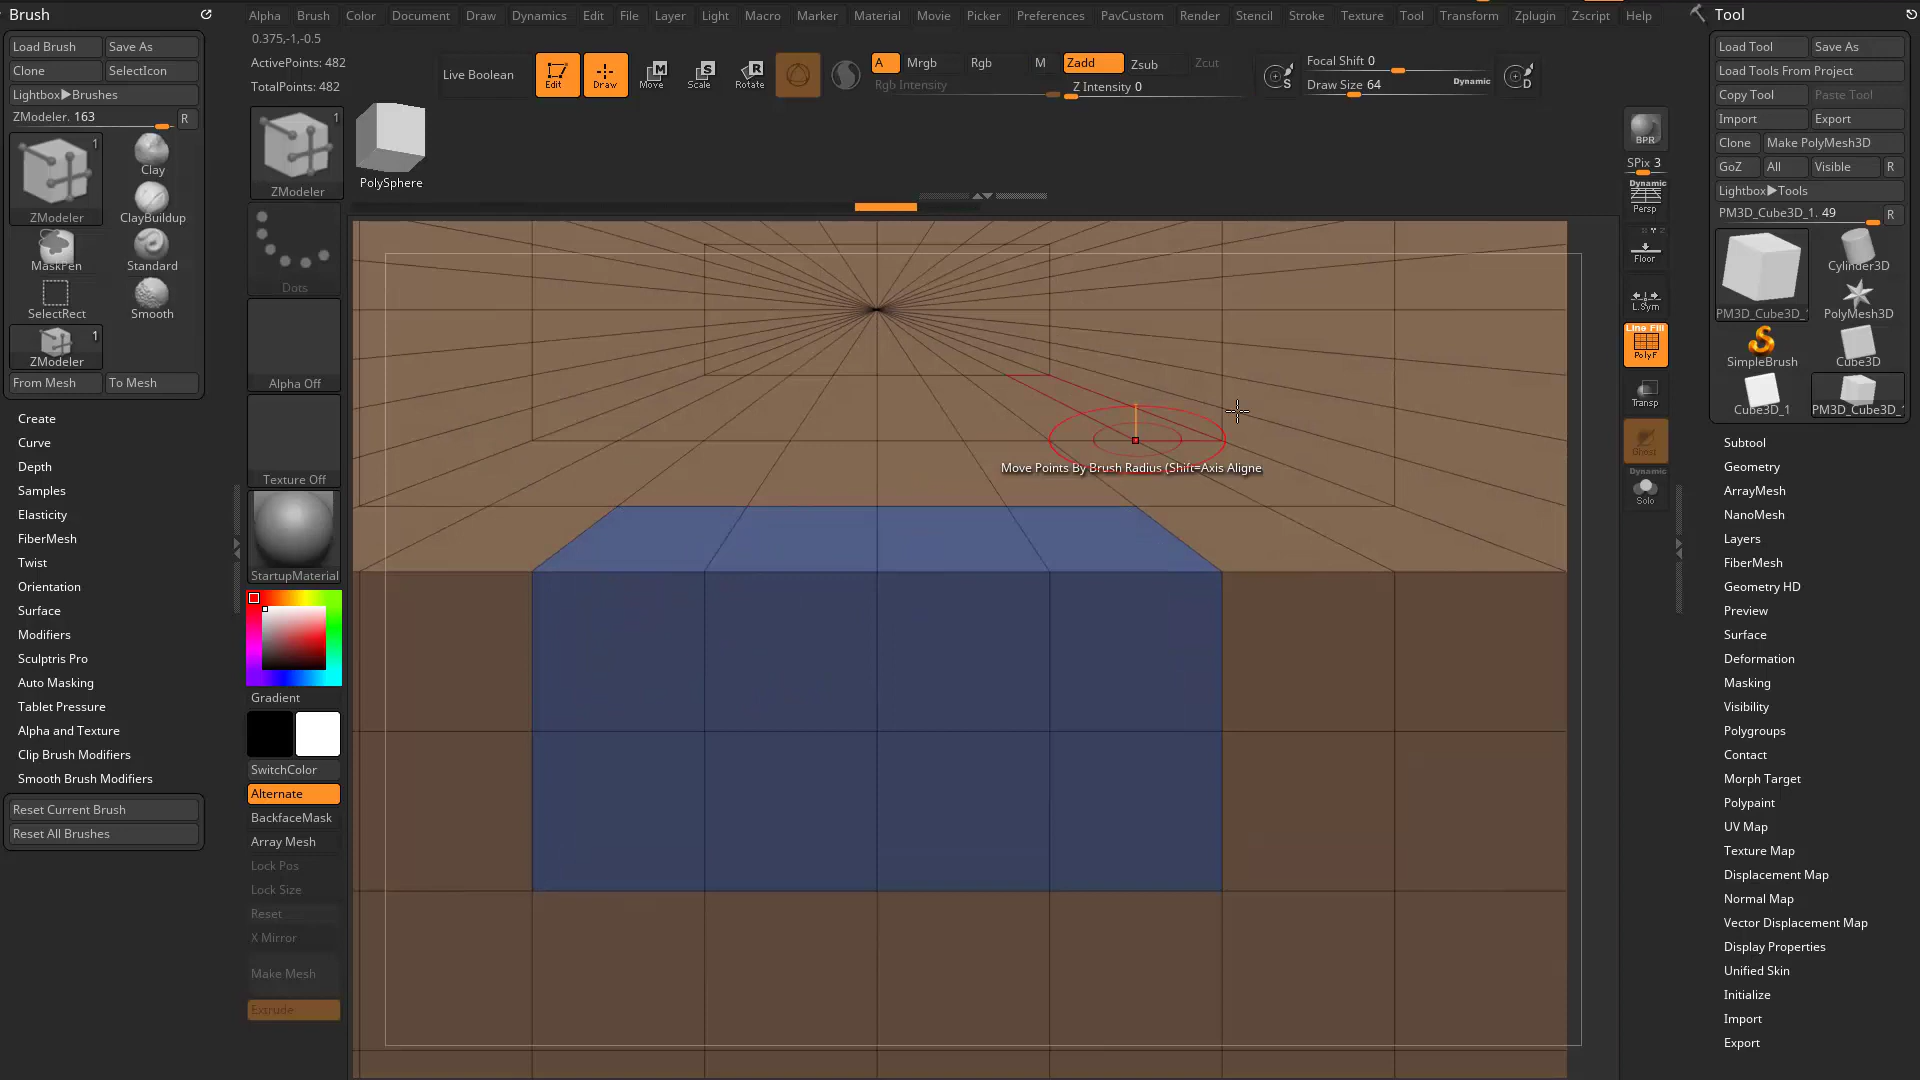 Brush
Load Brush
Save As
Clone
SelectIcon
Lightbox▶Brushes
ZModeler. 163
R
1
ZModeler
Clay
ClayBuildup
MaskPen
Standard
SelectRect
Smooth
1
ZModeler
From Mesh
To Mesh
Create
Curve
Depth
Samples
Elasticity
FiberMesh
Twist
Orientation
Surface
Modifiers
Sculptris Pro
Auto Masking
Tablet Pressure
Alpha and Texture
Clip Brush Modifiers
Smooth Brush Modifiers
Reset Current Brush
Reset All Brushes
Alpha Brush Color Document Draw Dynamics Edit File Layer Light Macro Marker Material Movie Picker Preferences PavCustom Render Stencil Stroke Texture Tool Transform Zplugin Zscript Help
0.375,-1,-0.5
ActivePoints: 482
TotalPoints: 482
Live Boolean
Edit
Draw
M
Move
S
Scale
R
Rotate
A
Mrgb
Rgb
M
Zadd
Zsub
Zcut
Rgb Intensity
Z Intensity 0
S
Focal Shift 0
Draw Size 64
Dynamic
D
1
ZModeler
PolySphere
Dots
Alpha Off
Texture Off
StartupMaterial
Gradient
SwitchColor
Alternate
BackfaceMask
Array Mesh
Lock Pos
Lock Size
Reset
X Mirror
Make Mesh
Extrude
Move Points By Brush Radius (Shift=Axis Aligne
BPR
SPix 3
Dynamic
Persp
Floor
L.Sym
Line Fill
PolyF
Transp
Ghost
Dynamic
Solo
Tool
Load Tool
Save As
Load Tools From Project
Copy Tool
Paste Tool
Import
Export
Clone
Make PolyMesh3D
GoZ
All
Visible
R
Lightbox▶Tools
PM3D_Cube3D_1. 49
R
PM3D_Cube3D_
Cylinder3D
PolyMesh3D
SimpleBrush
Cube3D
Cube3D_1
PM3D_Cube3D_
Subtool
Geometry
ArrayMesh
NanoMesh
Layers
FiberMesh
Geometry HD
Preview
Surface
Deformation
Masking
Visibility
Polygroups
Contact
Morph Target
Polypaint
UV Map
Texture Map
Displacement Map
Normal Map
Vector Displacement Map
Display Properties
Unified Skin
Initialize
Import
Export